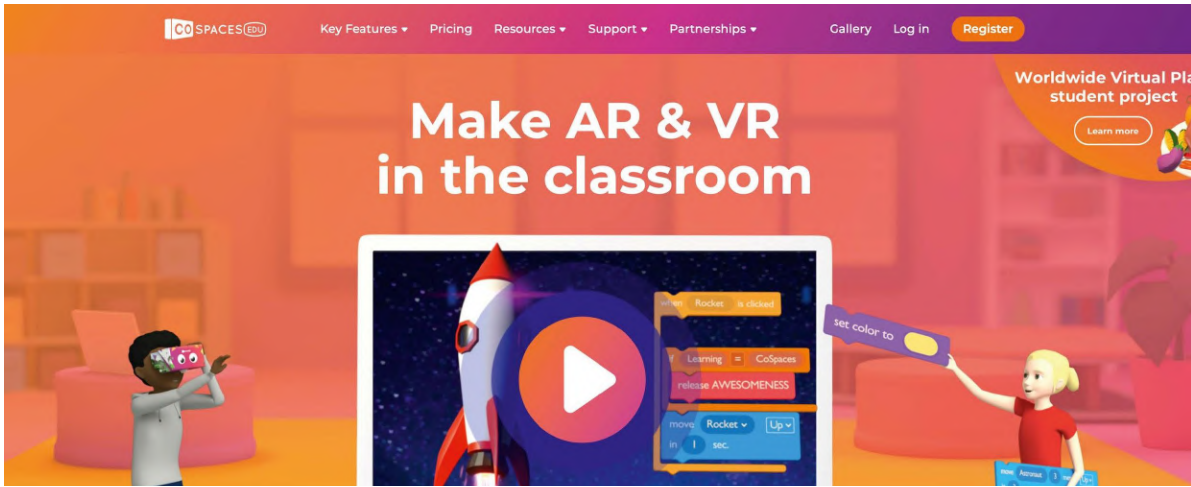 CO SPACES EDU
Key Features
Pricing
Resources
Support
Partnerships
Gallery
Log in
Register
Worldwide Virtual
student project
Learn more
Make AR & VR
in the classroom
when Rocket is clicked
if Learning = CoSpaces
release AWESOMENESS
move Rocket Up
in 1 sec.
set color to